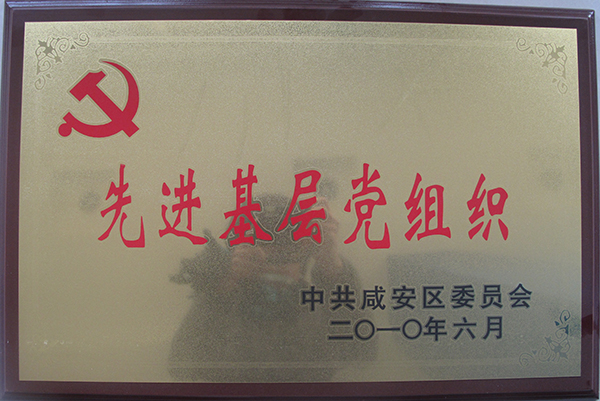 先进基层党组织
中共咸安区委员会
二〇一〇年六月